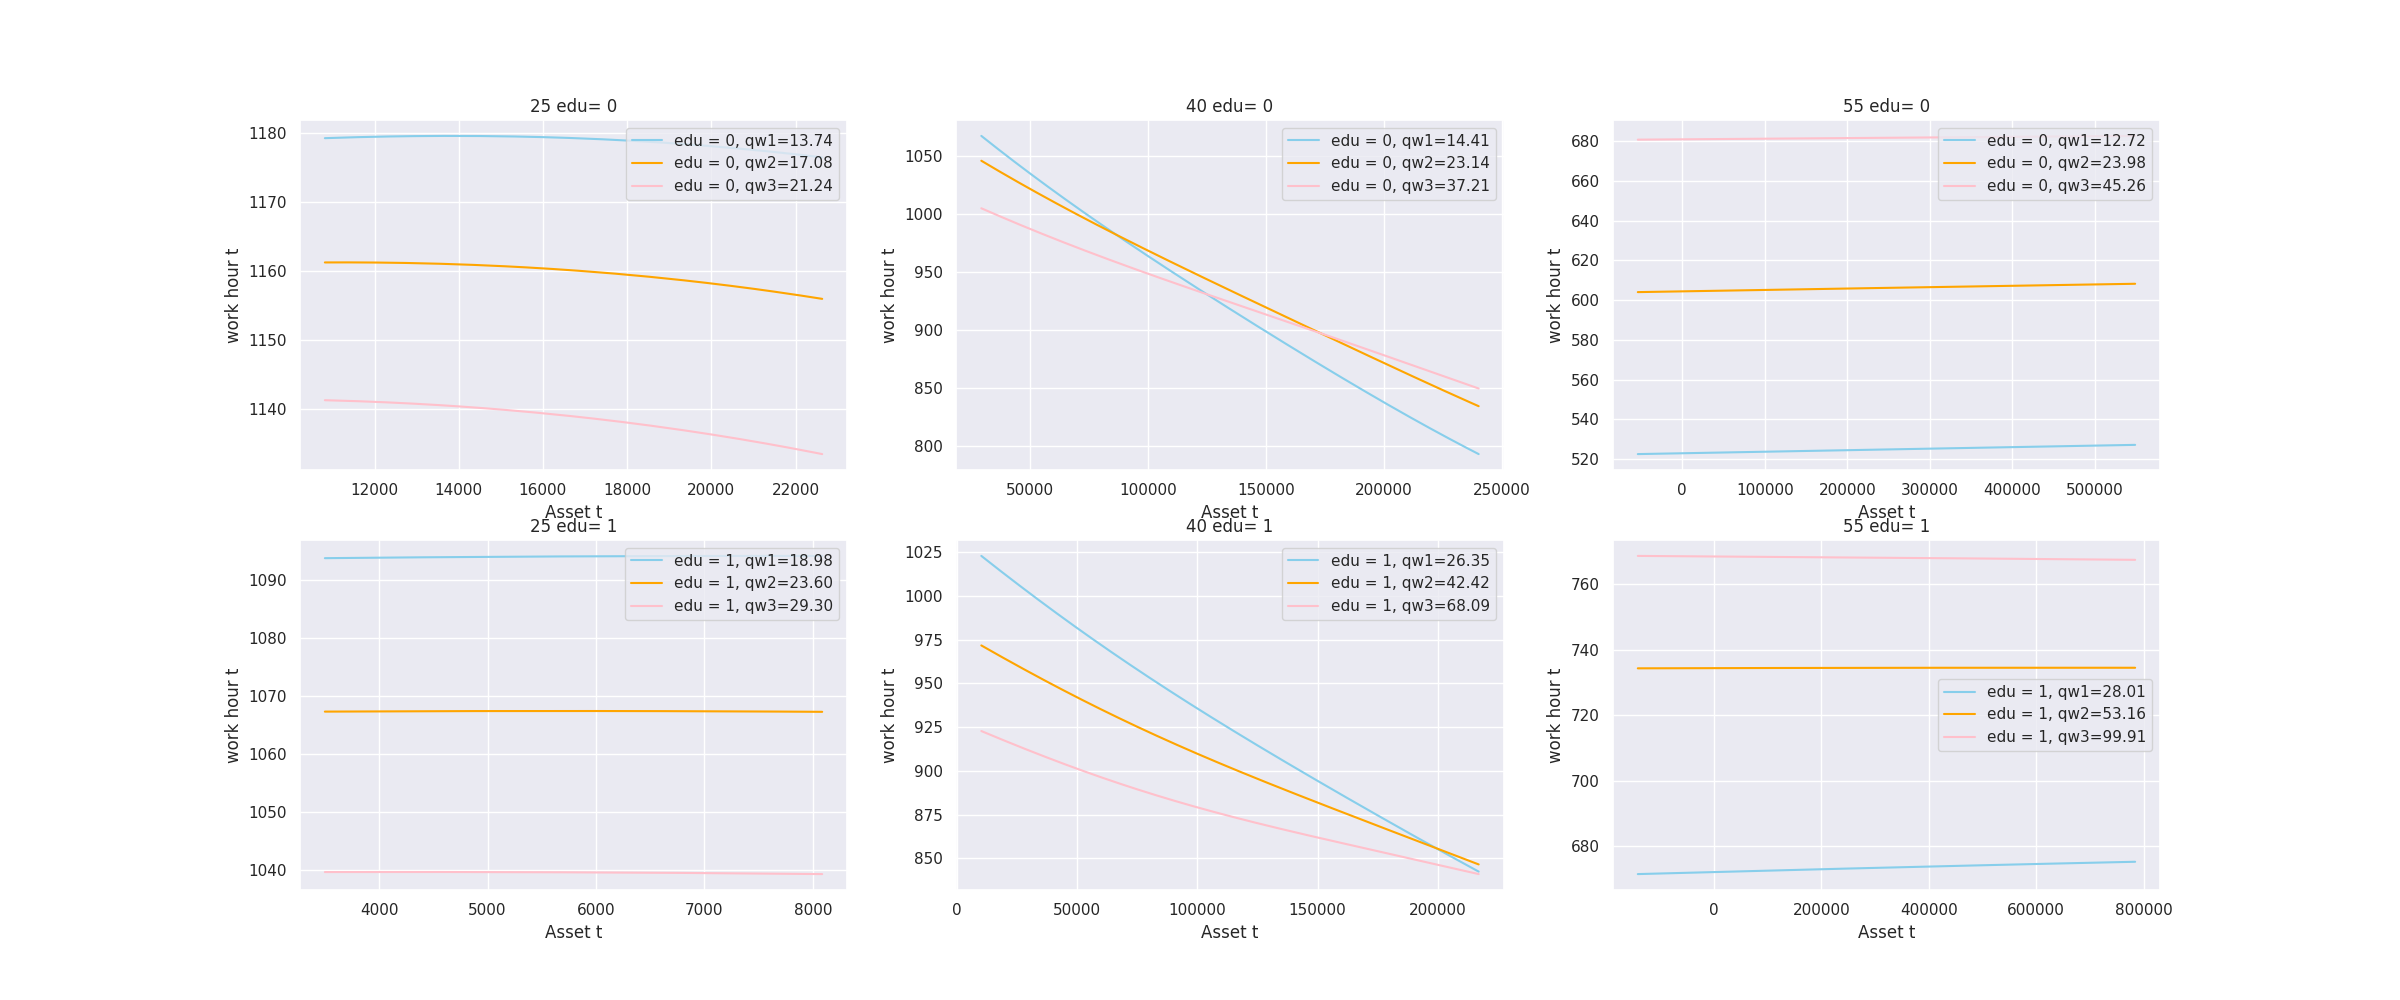 25 edu= 0
1180
1170
1160
1150
1140
work hour t
edu = 0, qw1=13.74
edu = 0, qw2=17.08
edu = 0, qw3=21.24
12000 14000 16000 18000 20000 22000
Asset t
40 edu= 0
1050
1000
950
900
850
800
work hour t
edu = 0, qw1=14.41
edu = 0, qw2=23.14
edu = 0, qw3=37.21
50000 100000 150000 200000 250000
Asset t
55 edu= 0
680
660
640
620
600
580
560
540
520
work hour t
edu = 0, qw1=12.72
edu = 0, qw2=23.98
edu = 0, qw3=45.26
0 100000 200000 300000 400000 500000
Asset t
25 edu= 1
1090
1080
1070
1060
1050
1040
work hour t
edu = 1, qw1=18.98
edu = 1, qw2=23.60
edu = 1, qw3=29.30
4000 5000 6000 7000 8000
Asset t
40 edu= 1
1025
1000
975
950
925
900
875
850
work hour t
edu = 1, qw1=26.35
edu = 1, qw2=42.42
edu = 1, qw3=68.09
0 50000 100000 150000 200000
Asset t
55 edu= 1
760
740
720
700
680
work hour t
edu = 1, qw1=28.01
edu = 1, qw2=53.16
edu = 1, qw3=99.91
0 200000 400000 600000 800000
Asset t